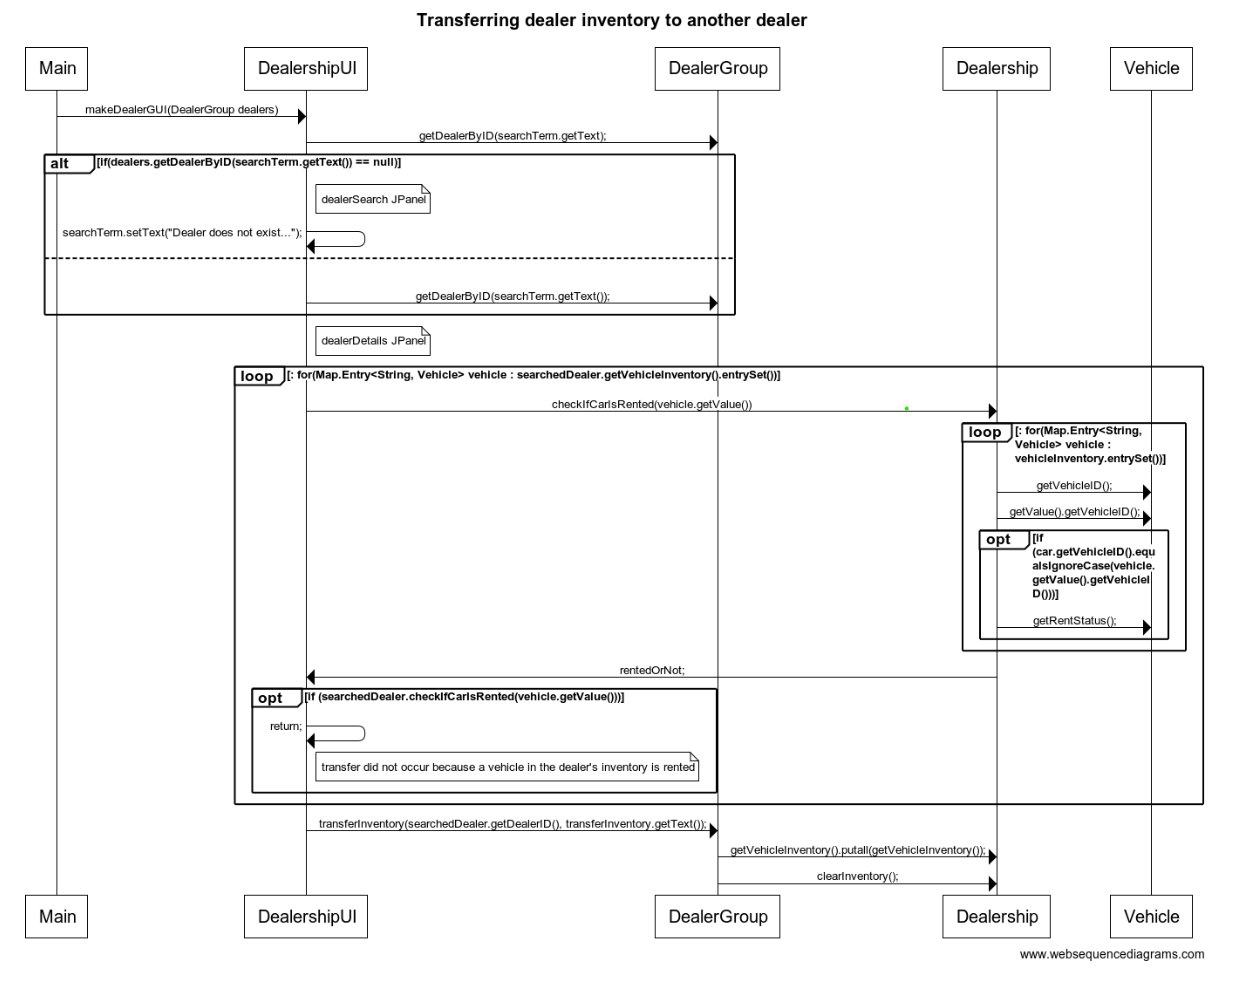 Transferring dealer inventory to another dealer
Main
DealershipUI
DealerGroup
Dealership
Vehicle
makeDealerGUI(DealerGroup dealers)
getDealerByID(searchTerm.getText);
alt
[If(dealers.getDealerByID(searchTerm.getText()) == null)]
dealerSearch JPanel
searchTerm.setText("Dealer does not exist...");
getDealerByID(searchTerm.getText());
dealerDetails JPanel
loop
[: for(Map.Entry<String, Vehicle> vehicle : searchedDealer.getVehicleInventory().entrySet())]
checkIfCarIsRented(vehicle.getValue())
loop
[: for(Map.Entry<String,
Vehicle> vehicle :
vehicleInventory.entrySet())]
getVehicleID();
getValue().getVehicleID();
opt
[if
(car.getVehicleID().equ
alsIgnoreCase(vehicle.
getValue().getVehicleI
D()))]
getRentStatus();
rentedOrNot;
opt
[if (searchedDealer.checkIfCarIsRented(vehicle.getValue()))]
return;
transfer did not occur because a vehicle in the dealer's inventory is rented
transferInventory(searchedDealer.getDealerID(), transferInventory.getText());
getVehicleInventory().putall(getVehicleInventory());
clearInventory();
Main
DealershipUI
DealerGroup
Dealership
Vehicle
www.websequencediagrams.com